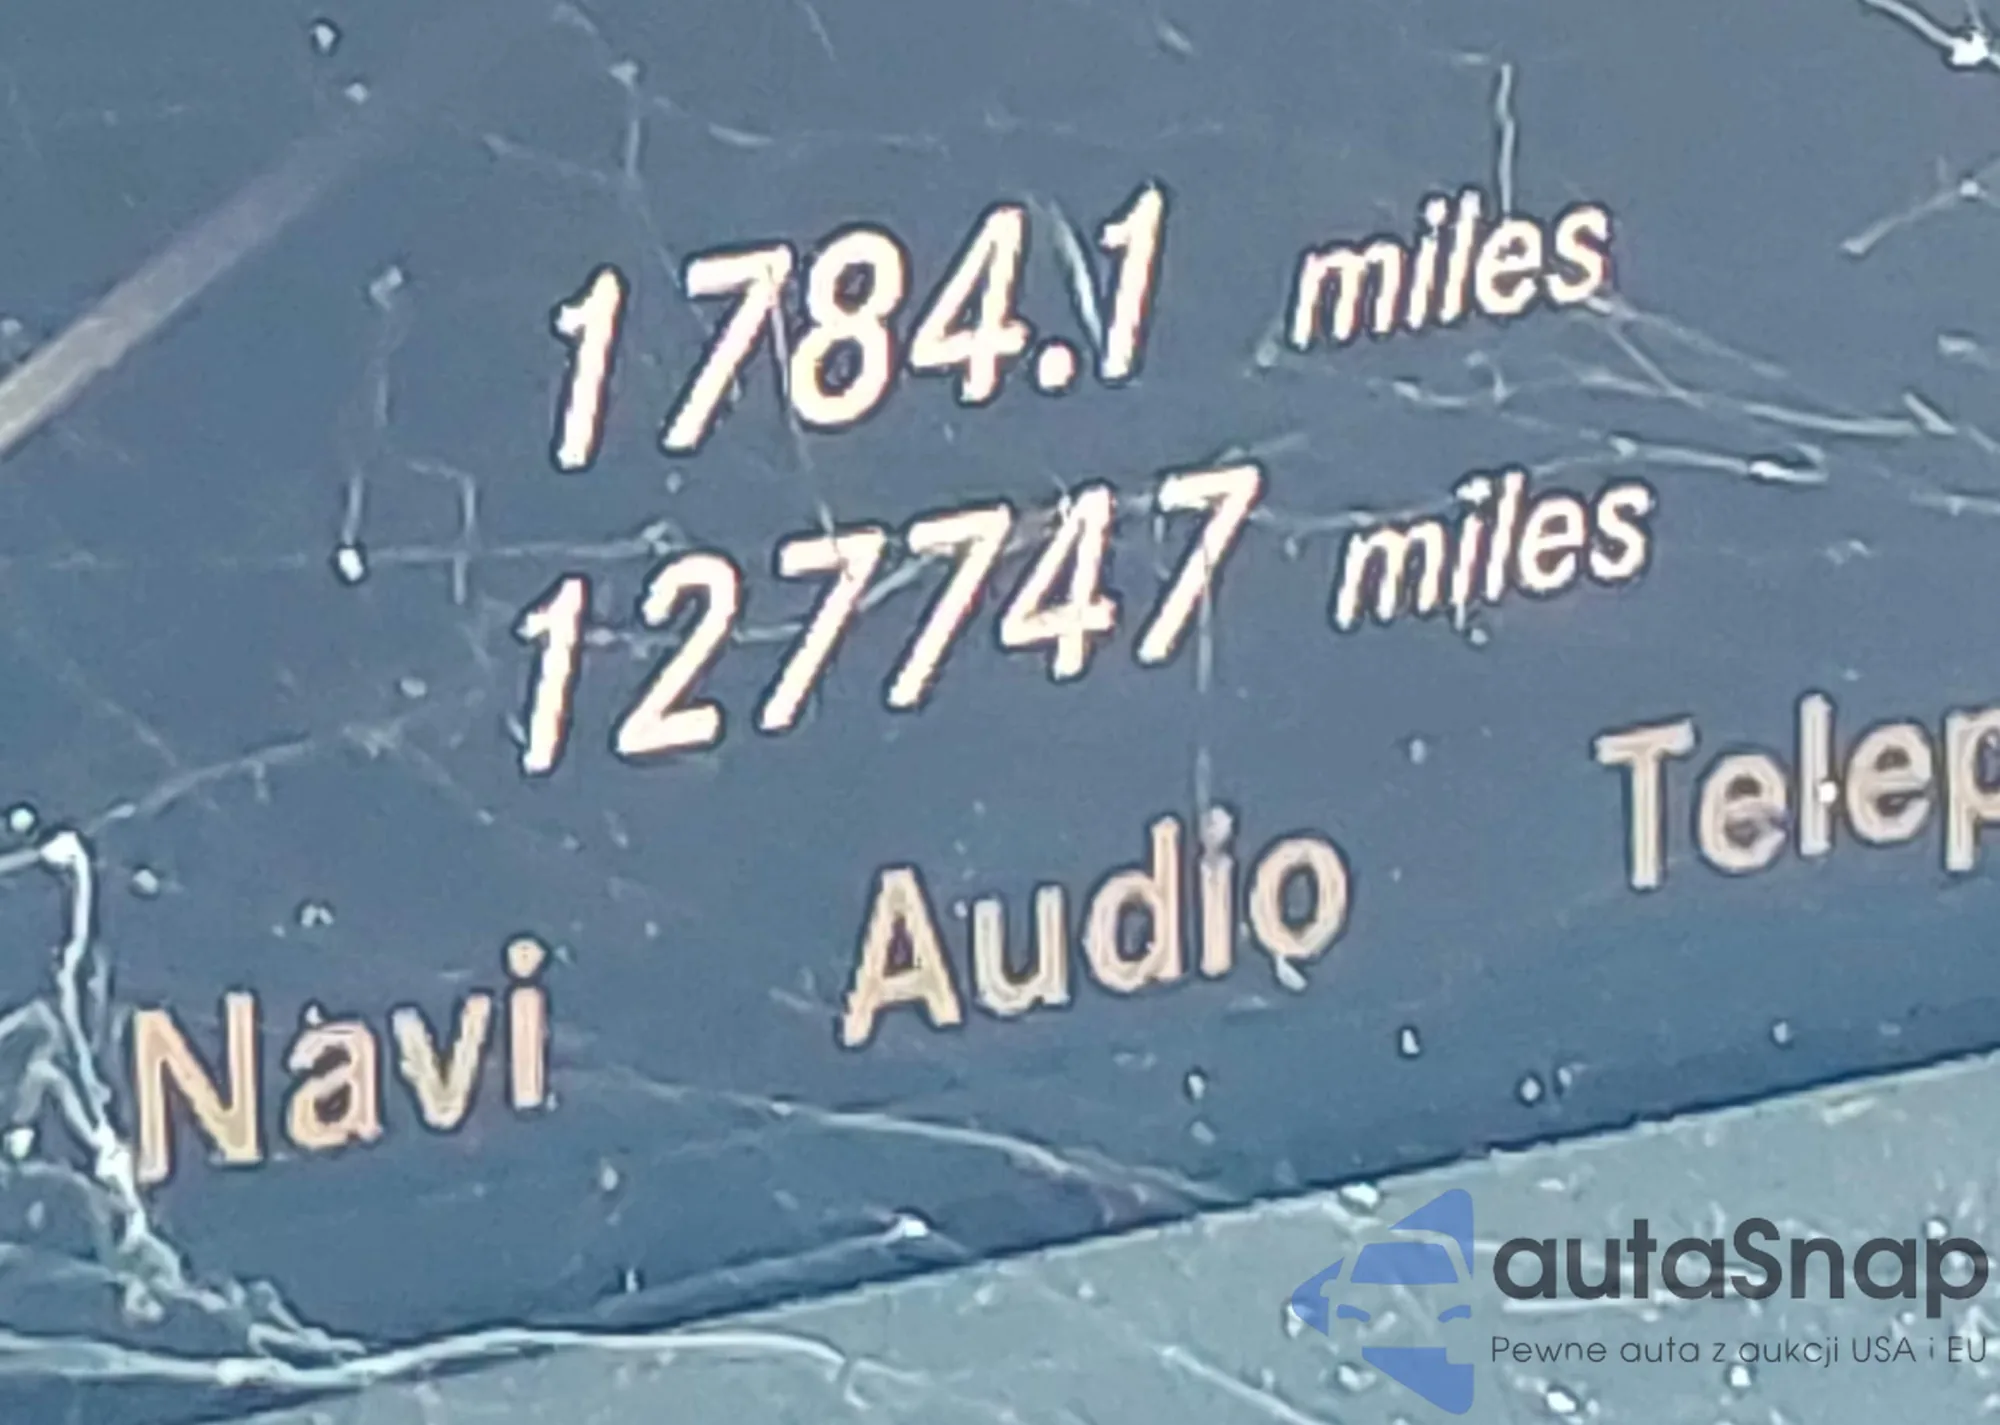 1784.1 miles
127747 miles
Navi Audio Telep
autaSnap
Pewne auta z aukcji USA i EU